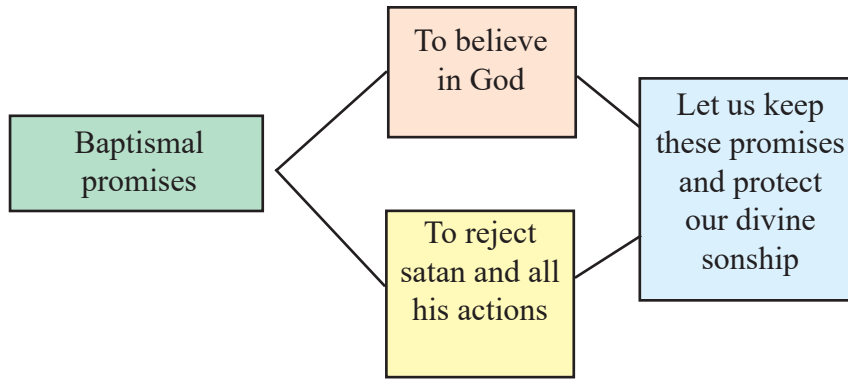 Baptismal
promises
To believe
in God
To reject
satan and all
his actions
Let us keep
these promises
and protect
our divine
sonship